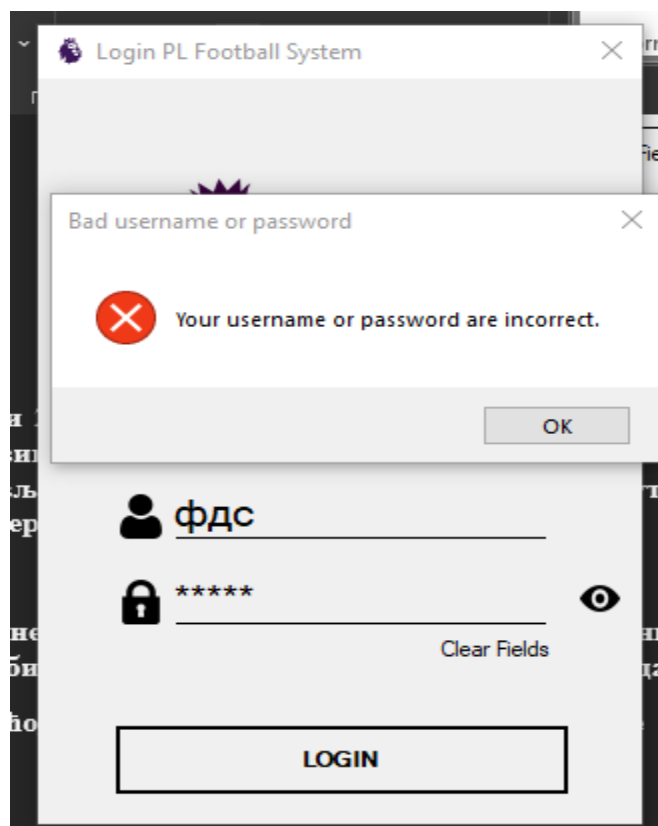 Login PL Football System
Bad username or password
Your username or password are incorrect.
OK
фдс
*****
Clear Fields
LOGIN